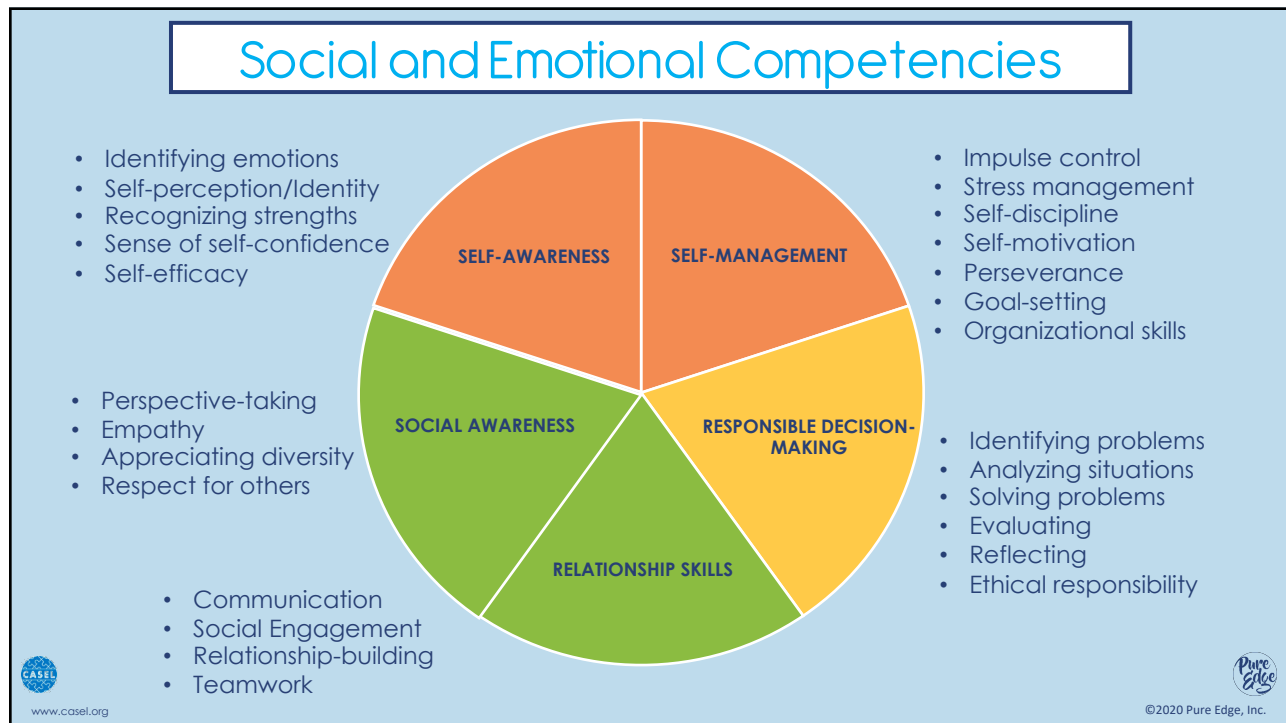 Social and Emotional Competencies
• Identifying emotions
• Self-perception/Identity
• Recognizing strengths
• Sense of self-confidence
• Self-efficacy
SELF-AWARENESS
SELF-MANAGEMENT
• Impulse control
• Stress management
• Self-discipline
• Self-motivation
• Perseverance
• Goal-setting
• Organizational skills
• Perspective-taking
• Empathy
• Appreciating diversity
• Respect for others
SOCIAL AWARENESS
RESPONSIBLE DECISION-
MAKING
• Identifying problems
• Analyzing situations
• Solving problems
• Evaluating
• Reflecting
• Ethical responsibility
RELATIONSHIP SKILLS
• Communication
• Social Engagement
• Relationship-building
• Teamwork
CASEL
www.casel.org
Pure
Edge
©2020 Pure Edge, Inc.